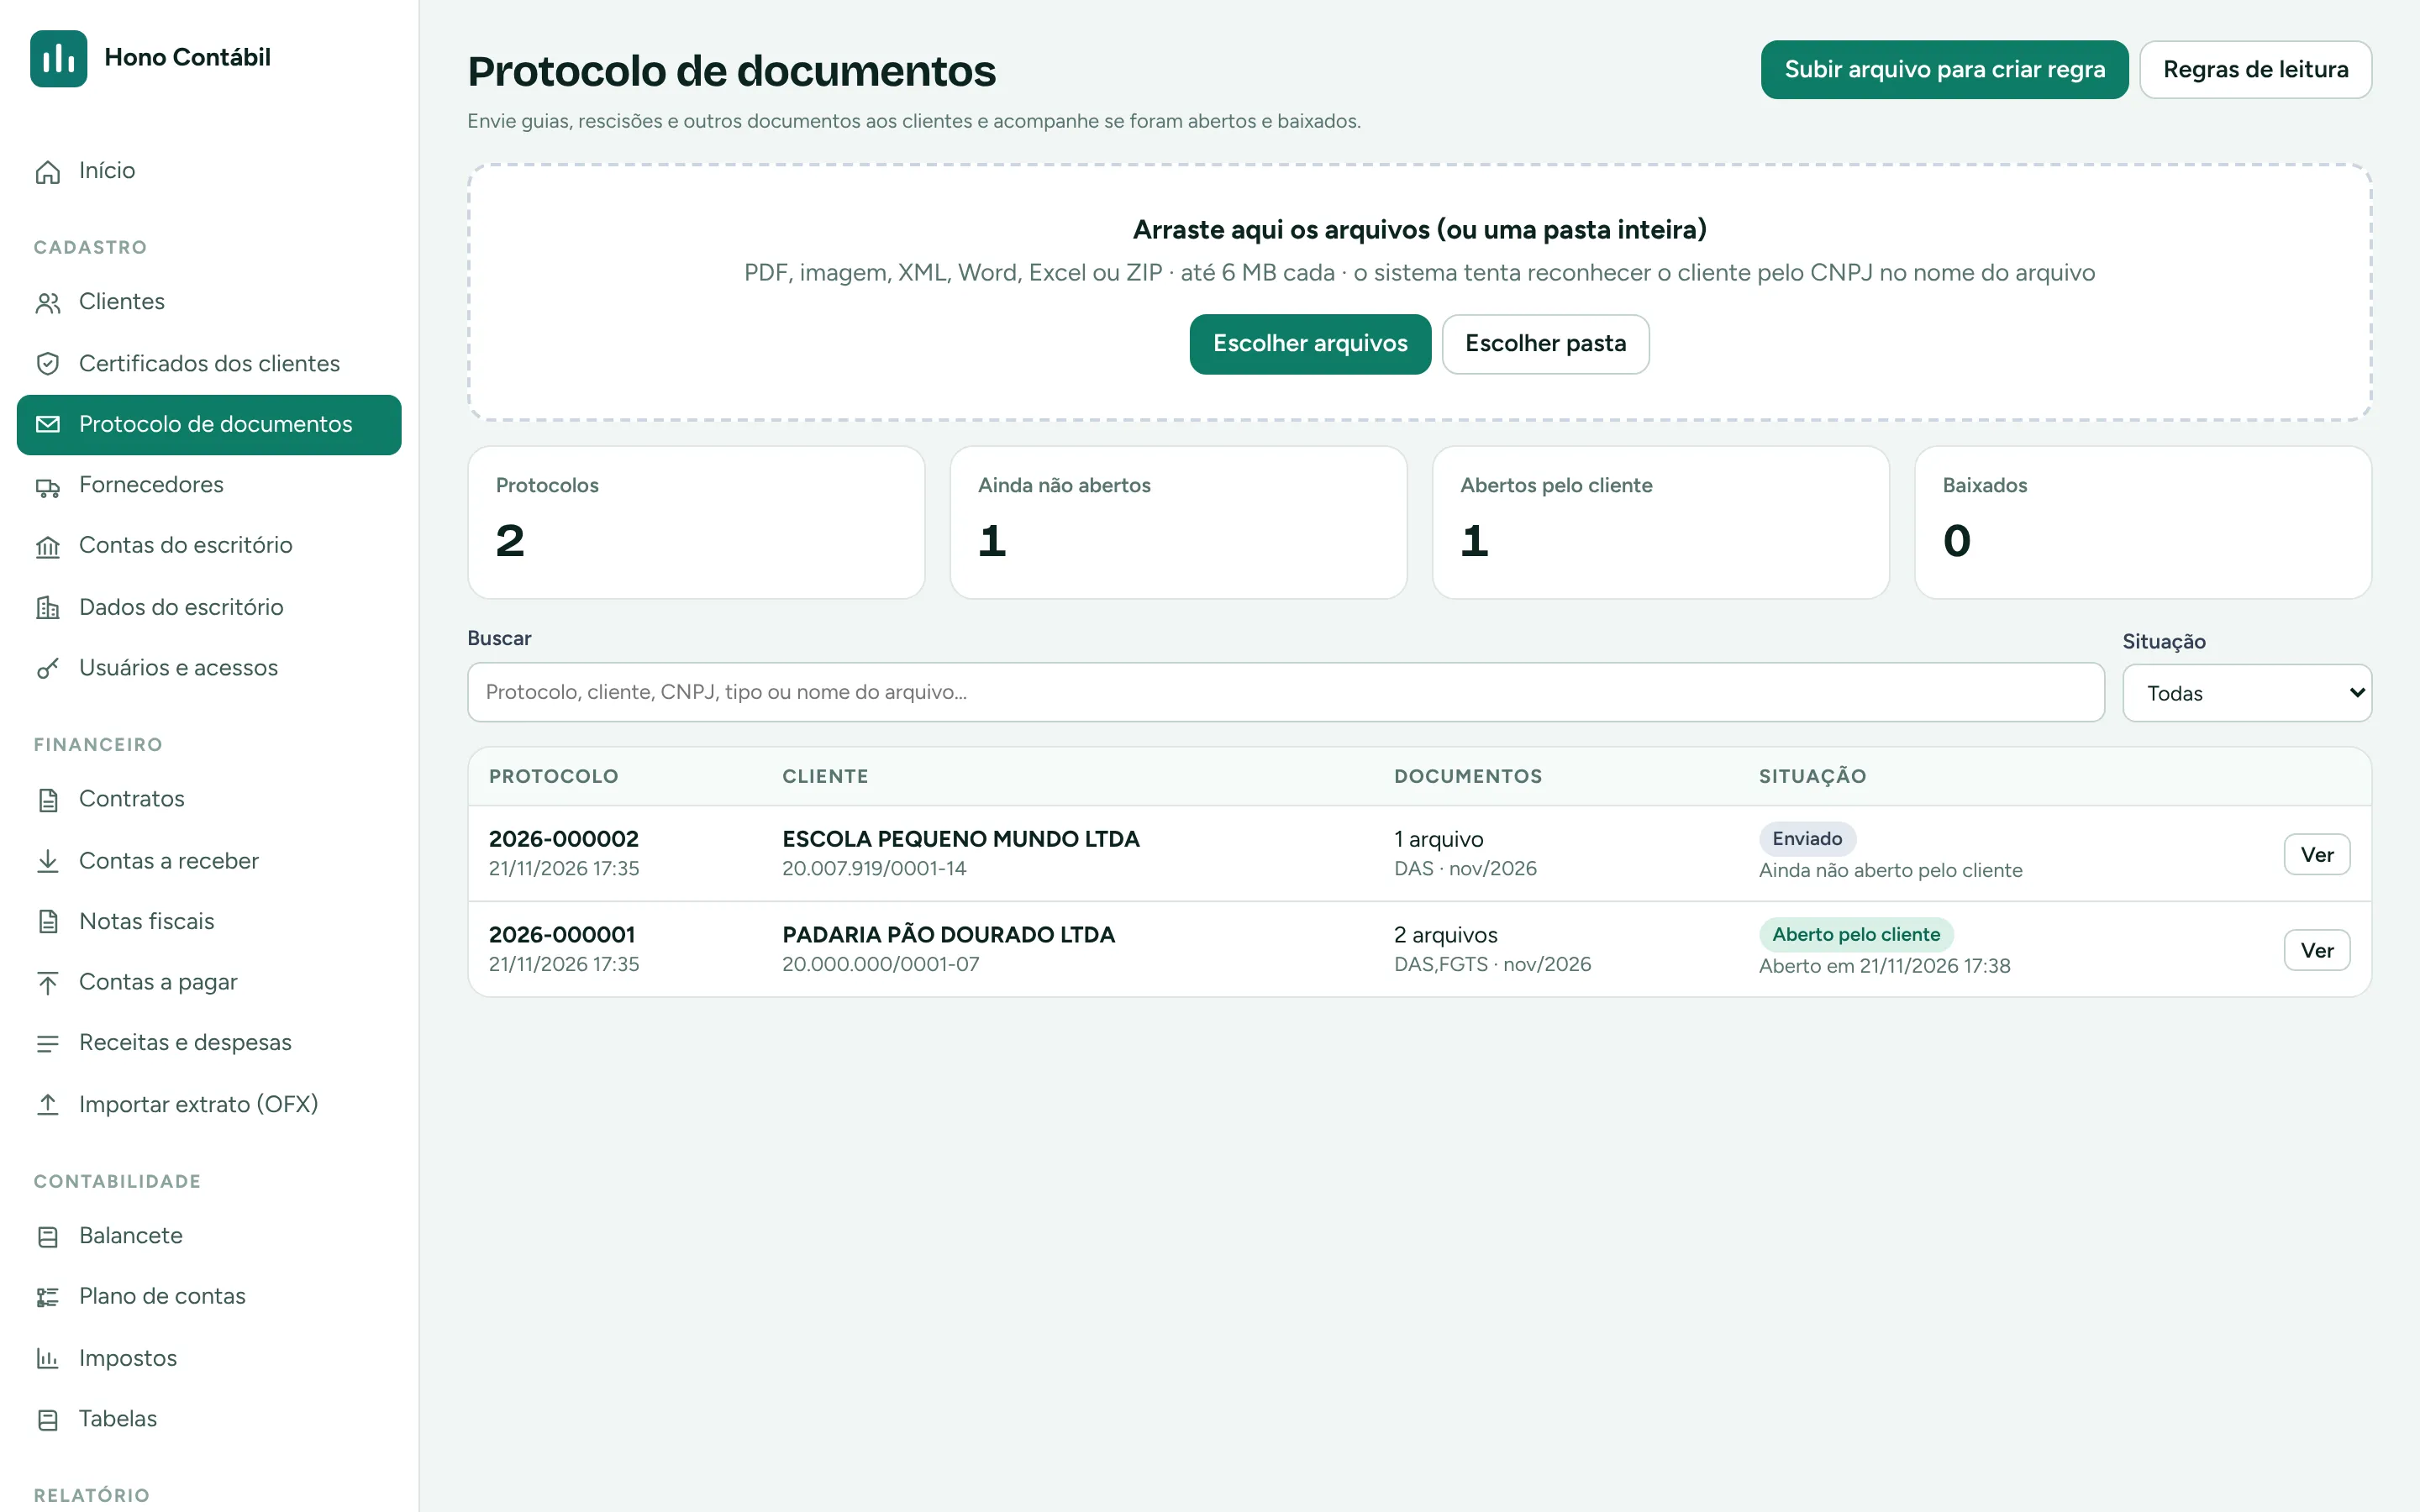 Hono Contábil
Início
CADASTRO
Clientes
Certificados dos clientes
Protocolo de documentos
Fornecedores
Contas do escritório
Dados do escritório
Usuários e acessos
FINANCEIRO
Contratos
Contas a receber
Notas fiscais
Contas a pagar
Receitas e despesas
Importar extrato (OFX)
CONTABILIDADE
Balancete
Plano de contas
Impostos
Tabelas
RELATÓRIO
Protocolo de documentos
Envie guias, rescisões e outros documentos aos clientes e acompanhe se foram abertos e baixados.
Subir arquivo para criar regra
Regras de leitura
Arraste aqui os arquivos (ou uma pasta inteira)
PDF, imagem, XML, Word, Excel ou ZIP · até 6 MB cada · o sistema tenta reconhecer o cliente pelo CNPJ no nome do arquivo
Escolher arquivos
Escolher pasta
Protocolos
2
Ainda não abertos
1
Abertos pelo cliente
1
Baixados
0
Buscar
Protocolo, cliente, CNPJ, tipo ou nome do arquivo...
Situação
Todas
PROTOCOLO CLIENTE DOCUMENTOS SITUAÇÃO
2026-000002 ESCOLA PEQUENO MUNDO LTDA 1 arquivo Enviado
21/11/2026 17:35 20.007.919/0001-14 DAS · nov/2026 Ainda não aberto pelo cliente
Ver
2026-000001 PADARIA PÃO DOURADO LTDA 2 arquivos Aberto pelo cliente
21/11/2026 17:35 20.000.000/0001-07 DAS,FGTS · nov/2026 Aberto em 21/11/2026 17:38
Ver